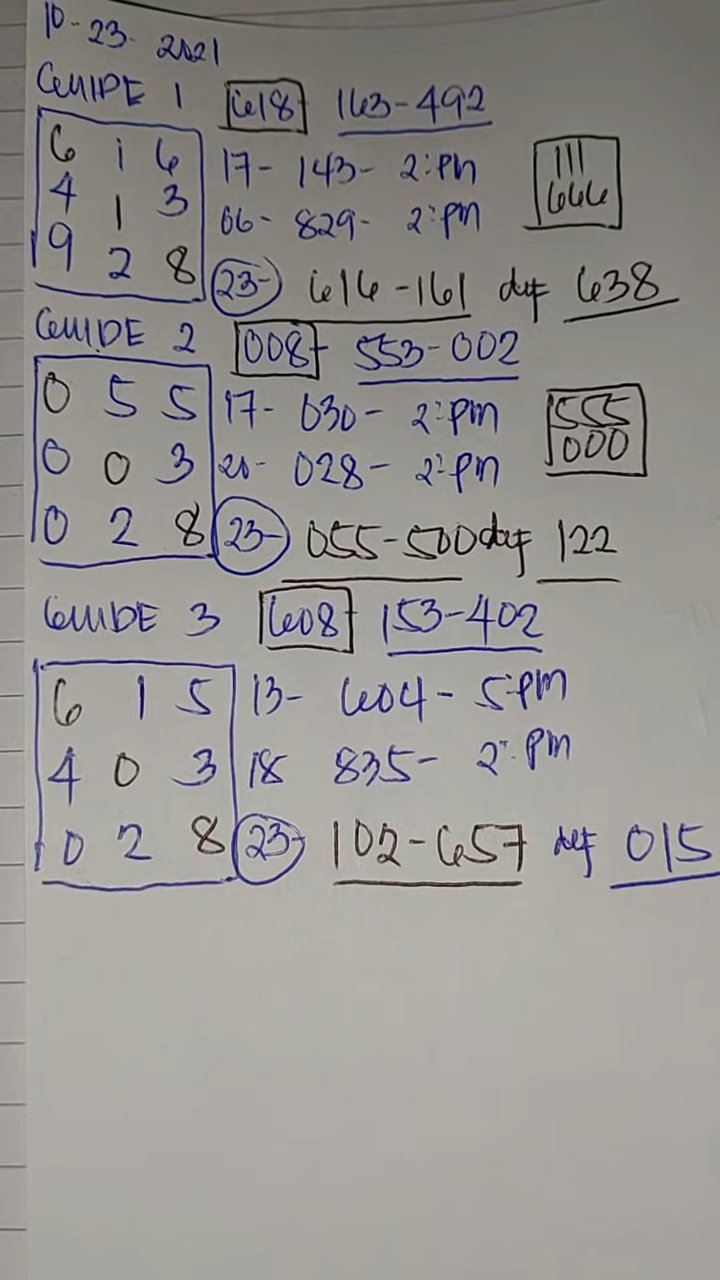 10-23-2021
GUIDE 1 618- 163-492
6 1 6 17- 143- 2:pm 111
4 1 3 06- 829- 2:pm 666
9 2 8 23- 616-161 def 638
GUIDE 2 008- 553-002
0 5 5 17- 030- 2:pm 555
0 0 3 20- 028- 2:pm 000
0 2 8 23- 055-500 def 122
GUIDE 3 608- 153-402
6 1 5 13- 604- 5:pm
4 0 3 18 835- 2:pm
0 2 8 23- 102-657 def 015